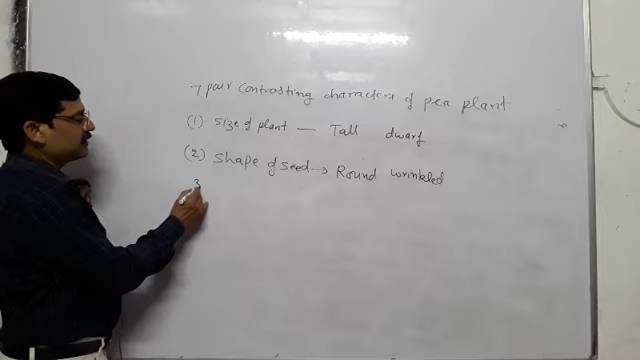 7 pair contrasting characters of pea plant
(1) Size of plant — Tall dwarf
(2) Shape of seed → Round wrinkled
3